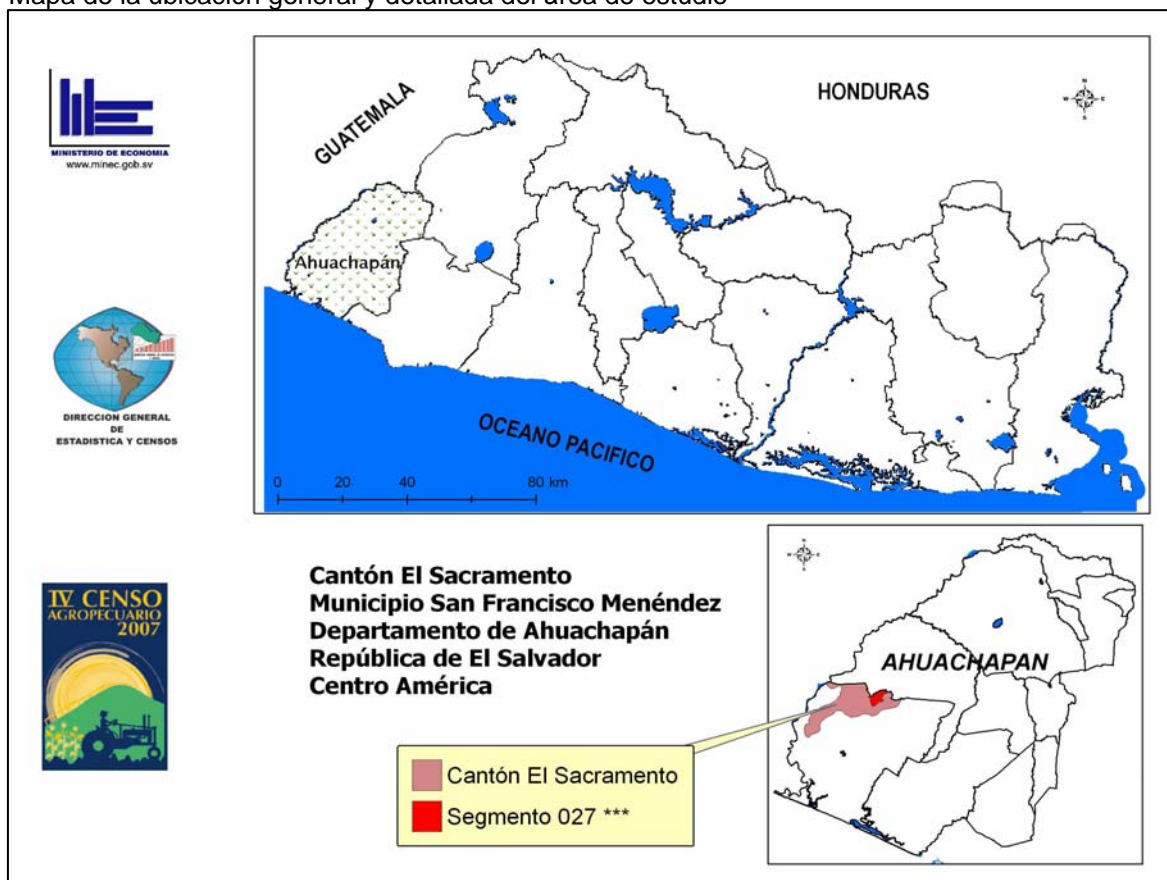 Mapa de la ubicación general y detallada del área de estudio
MINISTERIO DE ECONOMIA
www.minec.gob.sv
GUATEMALA
HONDURAS
N
W E
S
Ahuachapán
OCEANO PACIFICO
0 20 40 80 km
DIRECCION GENERAL
DE
ESTADISTICA Y CENSOS
IV CENSO
AGROPECUARIO
2007
Cantón El Sacramento
Municipio San Francisco Menéndez
Departamento de Ahuachapán
República de El Salvador
Centro América
N
W E
S
AHUACHAPAN
Cantón El Sacramento
Segmento 027 ***